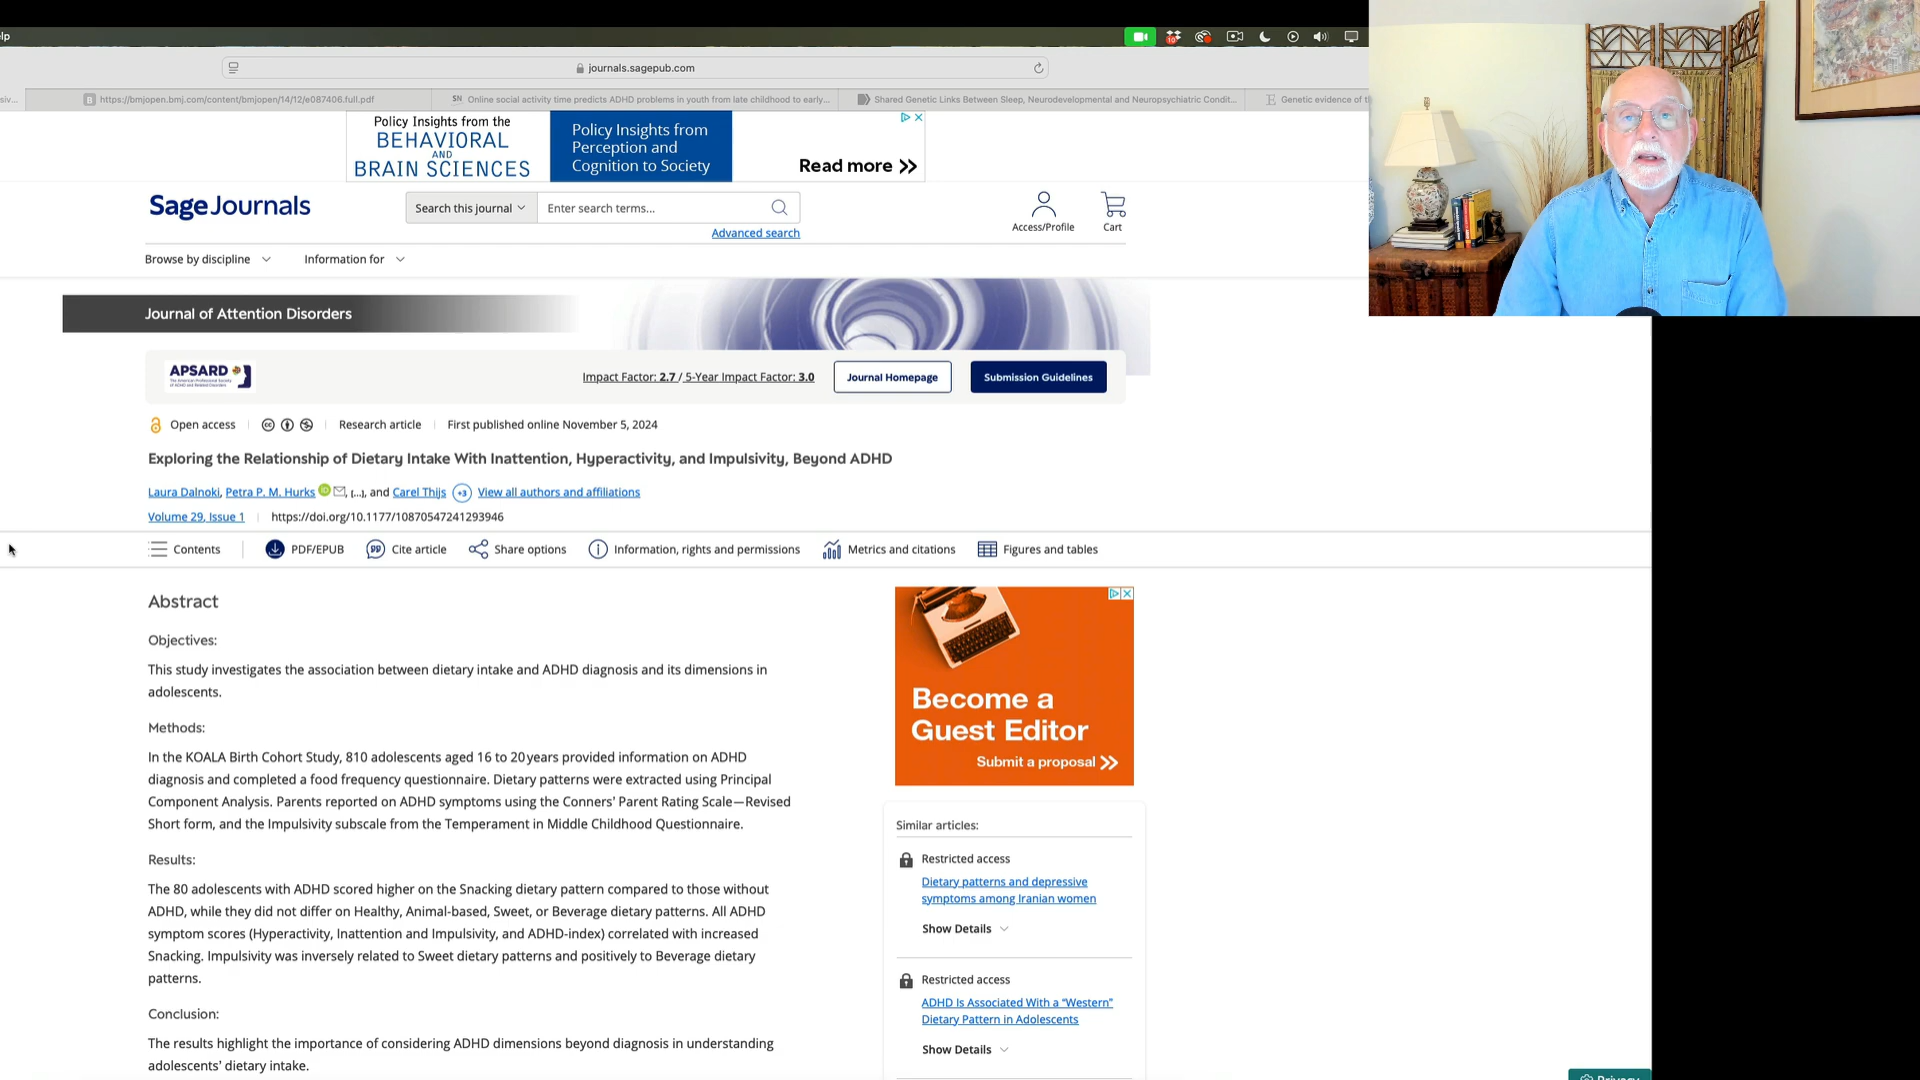 lp
journals.sagepub.com
siv...
https://bmjopen.bmj.com/content/bmjopen/14/12/e087406.full.pdf
SN Online social activity time predicts ADHD problems in youth from late childhood to early...
Shared Genetic Links Between Sleep, Neurodevelopmental and Neuropsychiatric Condit...
Genetic evidence of t
Policy Insights from the
BEHAVIORAL
AND
BRAIN SCIENCES
Policy Insights from
Perception and
Cognition to Society
Read more
Sage Journals
Search this journal
Enter search terms...
Advanced search
Access/Profile
Cart
Browse by discipline
Information for
Journal of Attention Disorders
APSARD
Impact Factor: 2.7 / 5-Year Impact Factor: 3.0
Journal Homepage
Submission Guidelines
Open access
Research article
First published online November 5, 2024
Exploring the Relationship of Dietary Intake With Inattention, Hyperactivity, and Impulsivity, Beyond ADHD
Laura Dalnoki, Petra P. M. Hurks, [...], and Carel Thijs +3 View all authors and affiliations
Volume 29, Issue 1
https://doi.org/10.1177/10870547241293946
Contents
PDF/EPUB
Cite article
Share options
Information, rights and permissions
Metrics and citations
Figures and tables
Abstract
Objectives:
This study investigates the association between dietary intake and ADHD diagnosis and its dimensions in
adolescents.
Methods:
In the KOALA Birth Cohort Study, 810 adolescents aged 16 to 20 years provided information on ADHD
diagnosis and completed a food frequency questionnaire. Dietary patterns were extracted using Principal
Component Analysis. Parents reported on ADHD symptoms using the Conners' Parent Rating Scale—Revised
Short form, and the Impulsivity subscale from the Temperament in Middle Childhood Questionnaire.
Results:
The 80 adolescents with ADHD scored higher on the Snacking dietary pattern compared to those without
ADHD, while they did not differ on Healthy, Animal-based, Sweet, or Beverage dietary patterns. All ADHD
symptom scores (Hyperactivity, Inattention and Impulsivity, and ADHD-index) correlated with increased
Snacking. Impulsivity was inversely related to Sweet dietary patterns and positively to Beverage dietary
patterns.
Conclusion:
The results highlight the importance of considering ADHD dimensions beyond diagnosis in understanding
adolescents' dietary intake.
Become a
Guest Editor
Submit a proposal
Similar articles:
Restricted access
Dietary patterns and depressive
symptoms among Iranian women
Show Details
Restricted access
ADHD Is Associated With a “Western”
Dietary Pattern in Adolescents
Show Details
Privacy